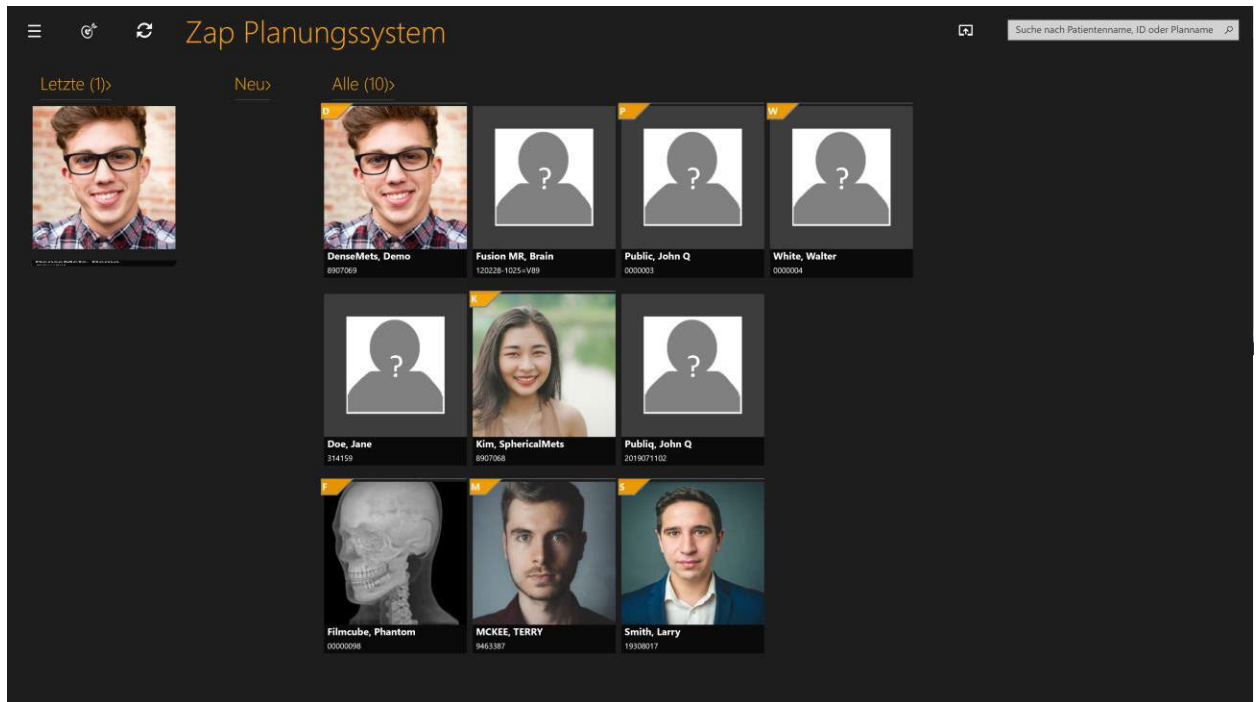 Zap Planungssystem
Suche nach Patientenname, ID oder Planname
Letzte (1)›
Neu›
Alle (10)›
D
DenseMets, Demo
8907069
?
Fusion MR, Brain
120228-1025=V89
P
?
Public, John Q
0000003
W
?
White, Walter
0000004
?
Doe, Jane
314159
K
Kim, SphericalMets
8907068
?
Publiq, John Q
2019071102
F
Filmcube, Phantom
00000098
M
MCKEE, TERRY
9463387
S
Smith, Larry
19308017